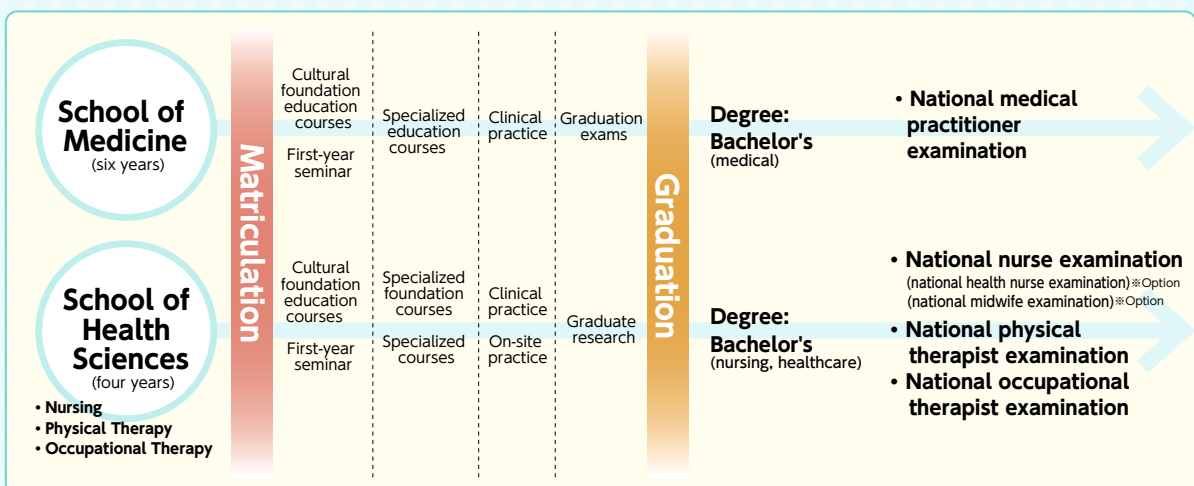 School of
Medicine
(six years)
Matriculation
Cultural
foundation
education
courses
First-year
seminar
Specialized
education
courses
Clinical
practice
Graduation
exams
Graduation
Degree:
Bachelor's
(medical)
• National medical
practitioner
examination
School of
Health
Sciences
(four years)
• Nursing
• Physical Therapy
• Occupational Therapy
Cultural
foundation
education
courses
First-year
seminar
Specialized
foundation
courses
Specialized
courses
Clinical
practice
On-site
practice
Graduate
research
Degree:
Bachelor's
(nursing, healthcare)
• National nurse examination
(national health nurse examination)※Option
(national midwife examination)※Option
• National physical
therapist examination
• National occupational
therapist examination